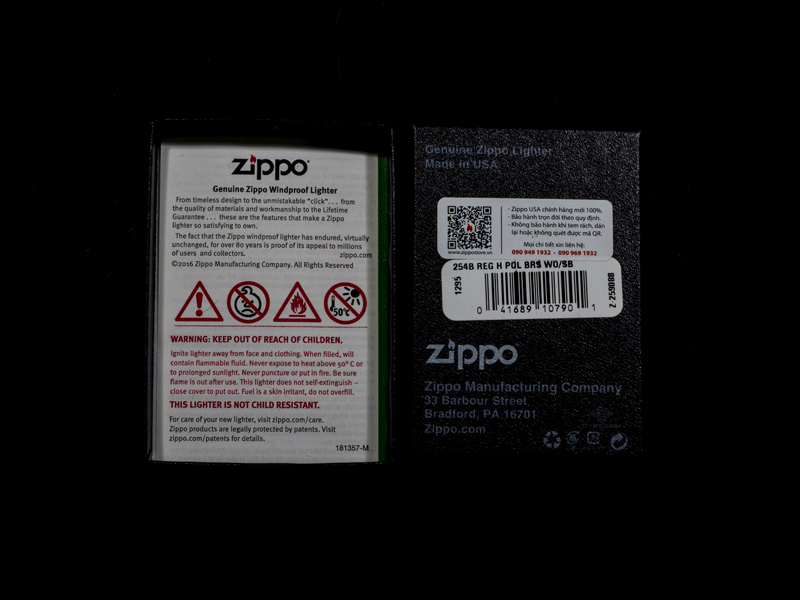 zippo
Genuine Zippo Windproof Lighter
From timeless design to the unmistakable "click". . . from
the quality of materials and workmanship to the Lifetime
Guarantee . . . these are the features that make a Zippo
lighter so satisfying to own.
The fact that the Zippo windproof lighter has endured, virtually
unchanged, for over 80 years is proof of its appeal to millions
of users and collectors. zippo.com
©2016 Zippo Manufacturing Company. All Rights Reserved
50°C
WARNING: KEEP OUT OF REACH OF CHILDREN.
Ignite lighter away from face and clothing. When filled, will
contain flammable fluid. Never expose to heat above 50° C or
to prolonged sunlight. Never puncture or put in fire. Be sure
flame is out after use. This lighter does not self-extinguish –
close cover to put out. Fuel is a skin irritant, do not overfill.
THIS LIGHTER IS NOT CHILD RESISTANT.
For care of your new lighter, visit zippo.com/care.
Zippo products are legally protected by patents. Visit
zippo.com/patents for details.
181357-M
Genuine Zippo Lighter
Made in USA
- Zippo USA chính hãng mới 100%.
- Bảo hành trọn đời theo quy định.
- Không bảo hành khi tem rách, dán
lại hoặc không quét được mã QR.
Mọi chi tiết xin liên hệ:
090 949 1932 - 090 969 1932
www.zippostore.vn
254B REG H POL BRS WO/SB
1295
0 41689 10790 1
Z-259088
zippo
Zippo Manufacturing Company
33 Barbour Street,
Bradford, PA 16701
Zippo.com